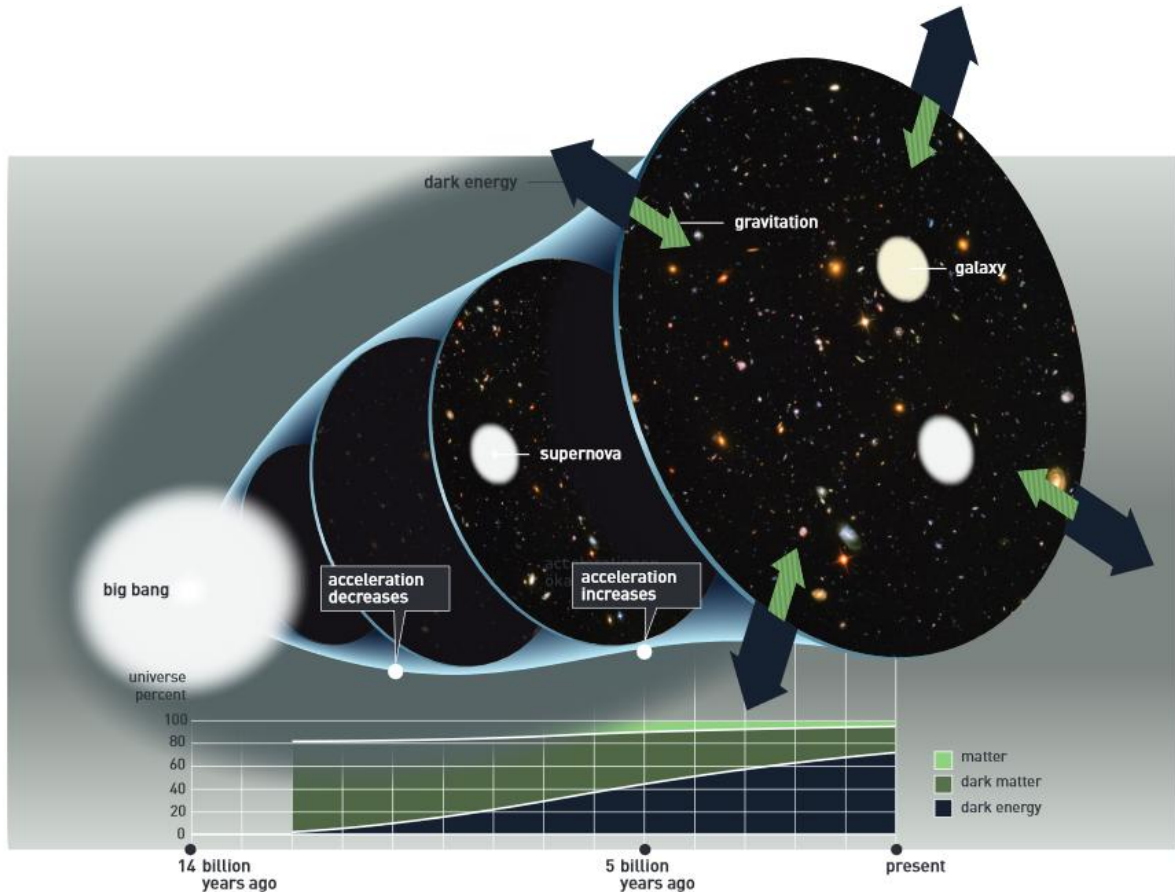 dark energy
gravitation
galaxy
supernova
big bang
acceleration
decreases
acceleration
increases
universe
percent
100
80
60
40
20
0
matter
dark matter
dark energy
14 billion
years ago
5 billion
years ago
present